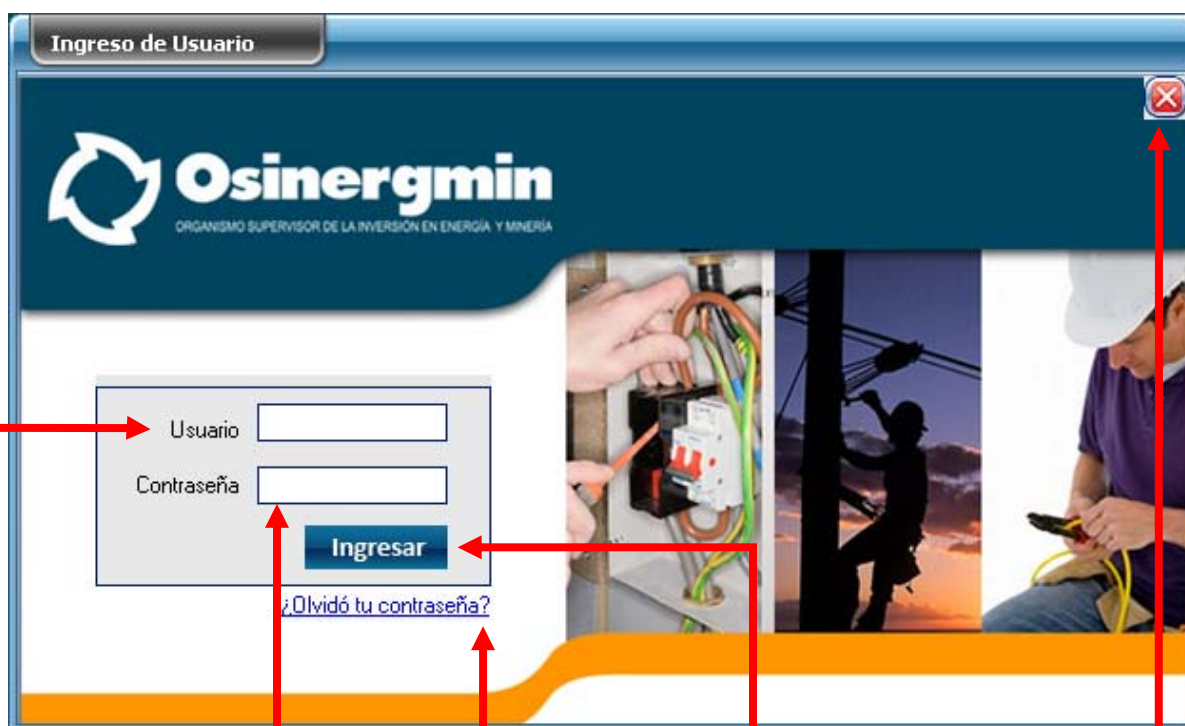 Ingreso de Usuario
Osinergmin
ORGANISMO SUPERVISOR DE LA INVERSIÓN EN ENERGÍA Y MINERÍA
Usuario
Contraseña
Ingresar
¿Olvidó tu contraseña?